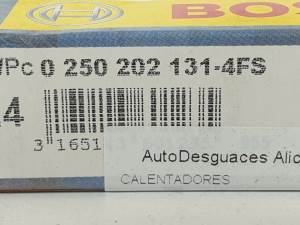 BOS
Pc 0 250 202 131-4FS
4
3 1651
AutoDesguaces Alic
CALENTADORES